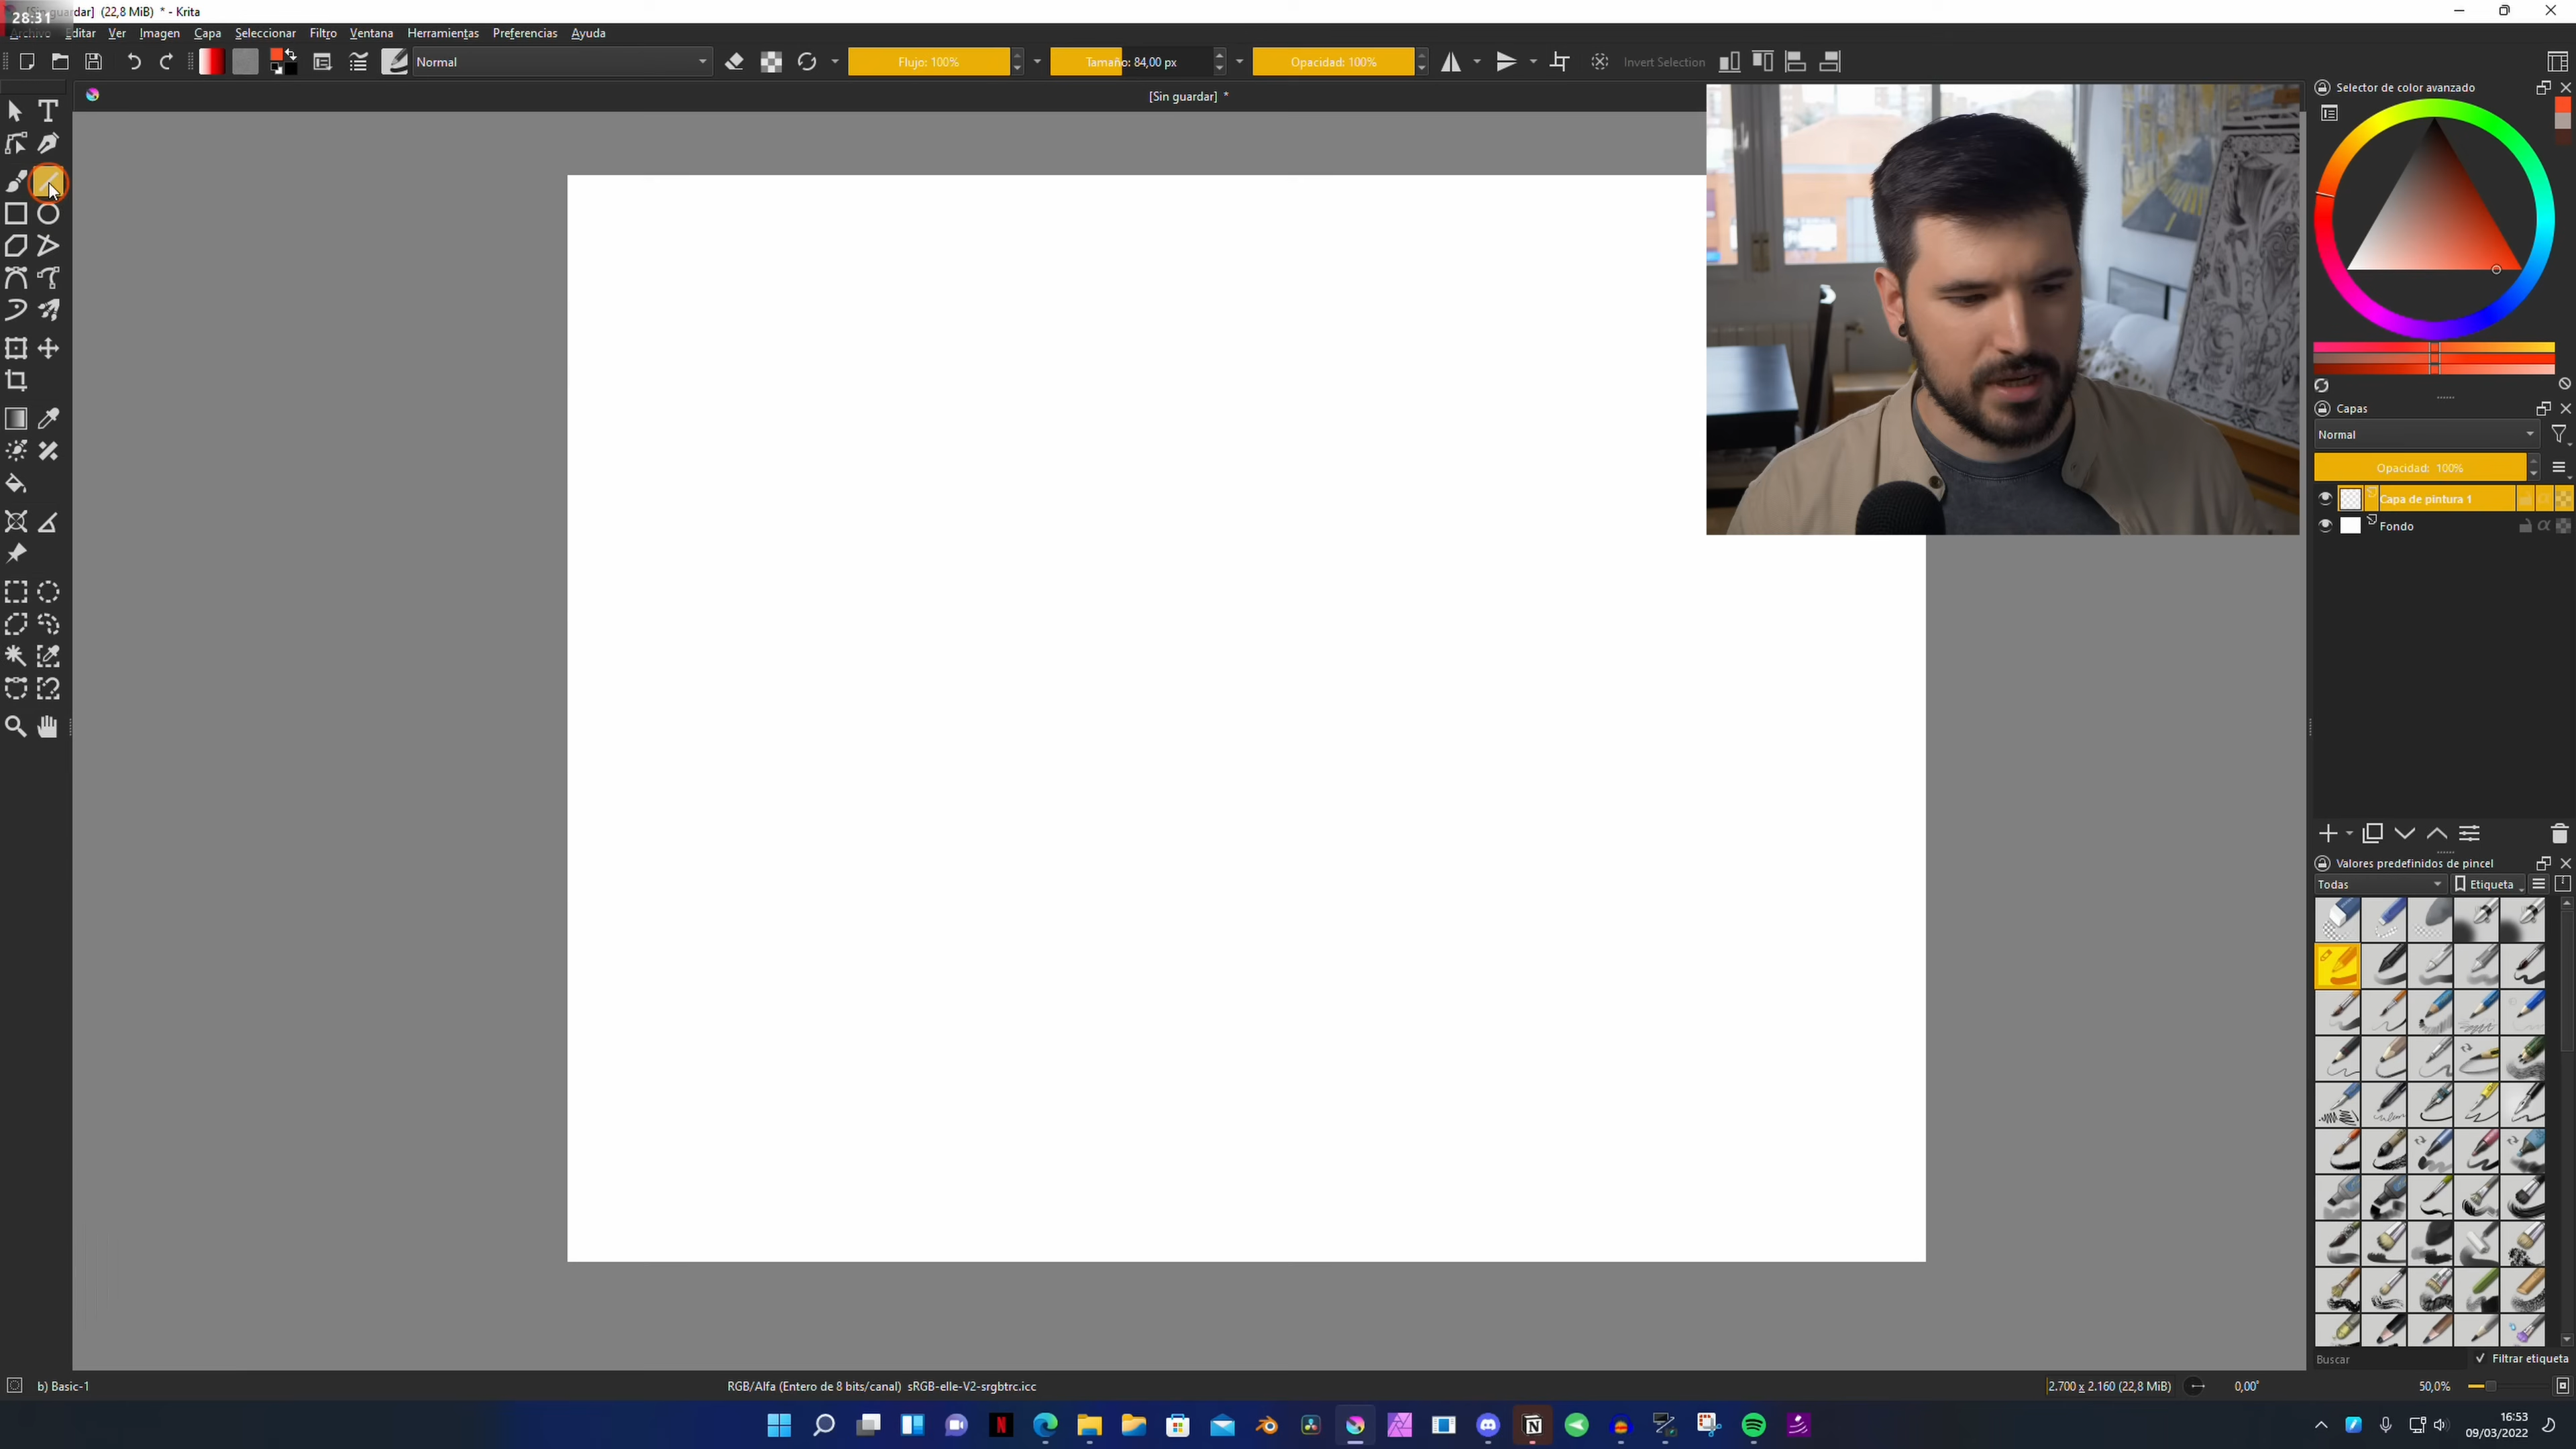 28:31
guardar] (22,8 MiB) * - Krita
Archivo Editar Ver Imagen Capa Seleccionar Filtro Ventana Herramientas Preferencias Ayuda
Normal
Flujo: 100%
Tamaño: 84,00 px
Opacidad: 100%
Invert Selection
[Sin guardar] *
Selector de color avanzado
Capas
Normal
Opacidad: 100%
Capa de pintura 1
Fondo
Valores predefinidos de pincel
Todas
Etiqueta
Buscar
Filtrar etiqueta
b) Basic-1
RGB/Alfa (Entero de 8 bits/canal) sRGB-elle-V2-srgbtrc.icc
2.700 x 2.160 (22,8 MiB)
0,00°
50,0%
16:53
09/03/2022